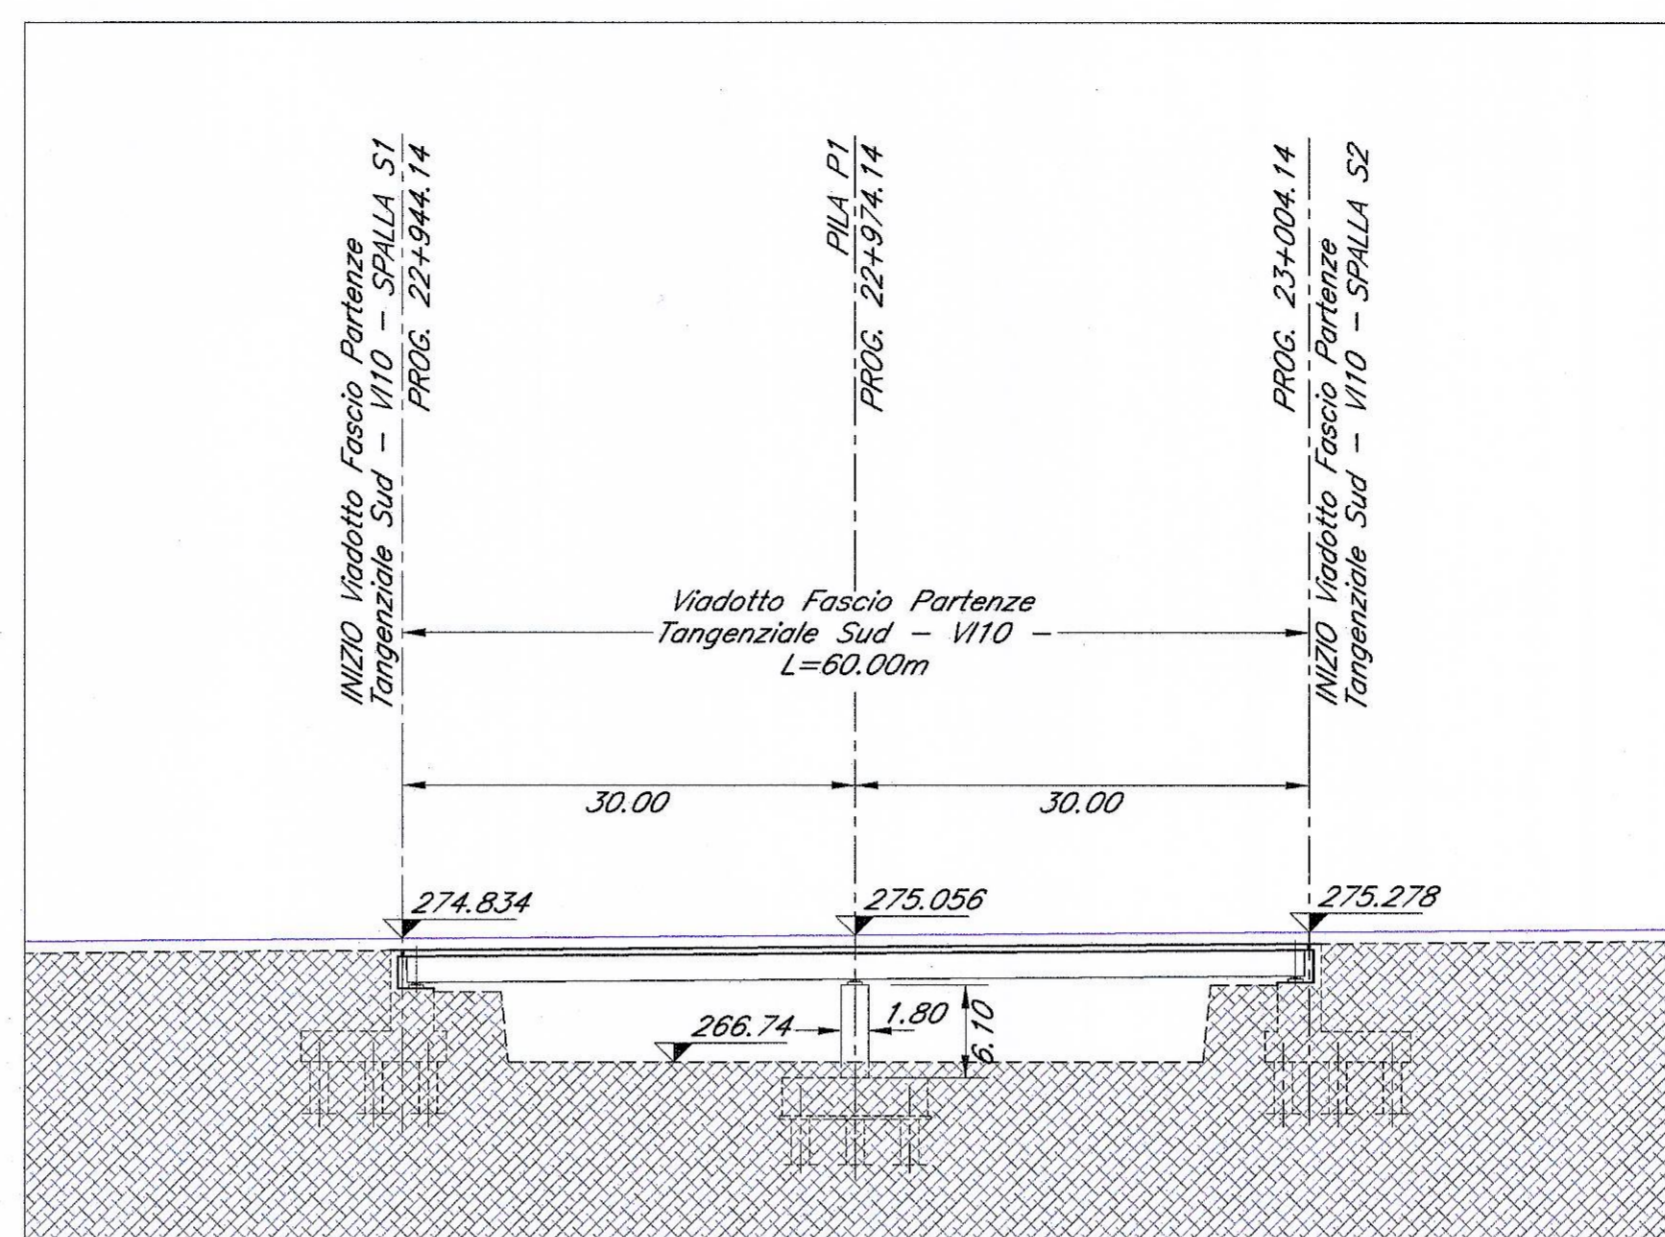 INIZIO Viadotto Fascio Partenze
Tangenziale Sud - VI10 - SPALLA S1
PROG. 22+944.14
PILA P1
PROG. 22+974.14
PROG. 23+004.14
INIZIO Viadotto Fascio Partenze
Tangenziale Sud - VI10 - SPALLA S2
Viadotto Fascio Partenze
Tangenziale Sud - VI10 -
L=60.00m
30.00
30.00
274.834
275.056
275.278
266.74
1.80
6.10